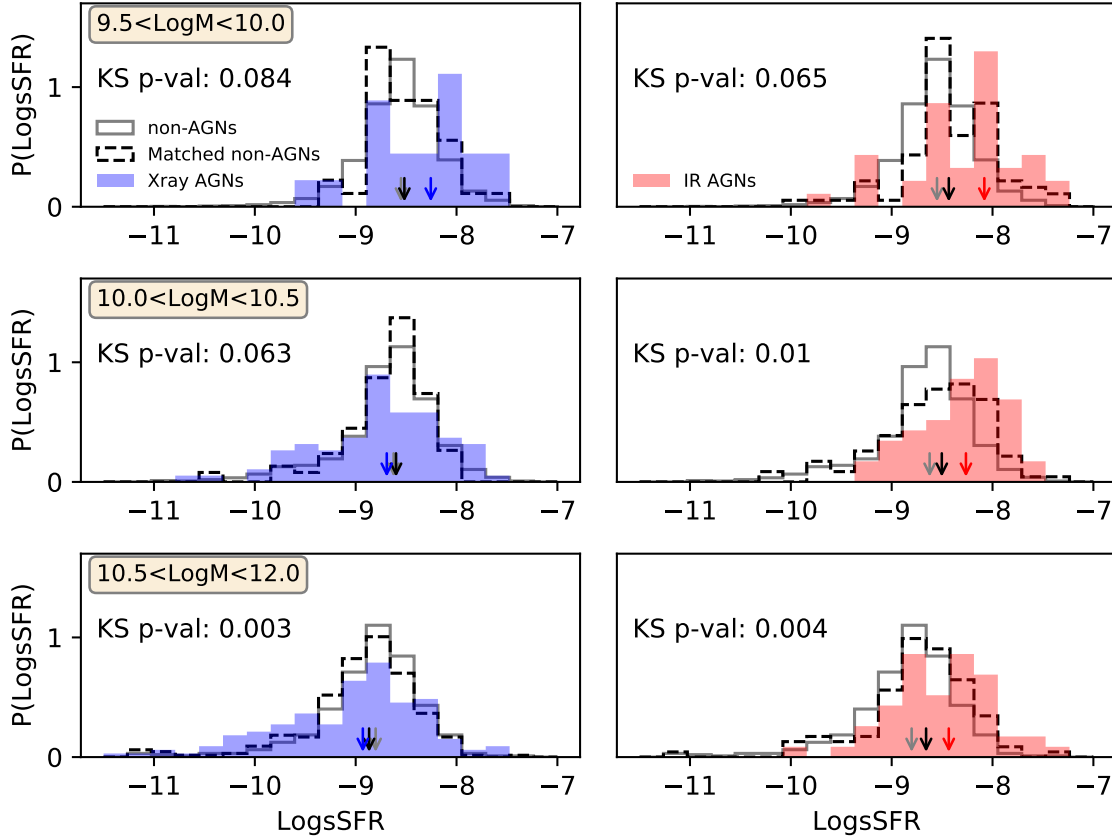 9.5<LogM<10.0
KS p-val: 0.084
non-AGNs
Matched non-AGNs
Xray AGNs
P(LogsSFR)
1
0
−11 −10 −9 −8 −7
KS p-val: 0.065
IR AGNs
−11 −10 −9 −8 −7
10.0<LogM<10.5
KS p-val: 0.063
P(LogsSFR)
1
0
−11 −10 −9 −8 −7
KS p-val: 0.01
−11 −10 −9 −8 −7
10.5<LogM<12.0
KS p-val: 0.003
P(LogsSFR)
1
0
−11 −10 −9 −8 −7
LogsSFR
KS p-val: 0.004
−11 −10 −9 −8 −7
LogsSFR